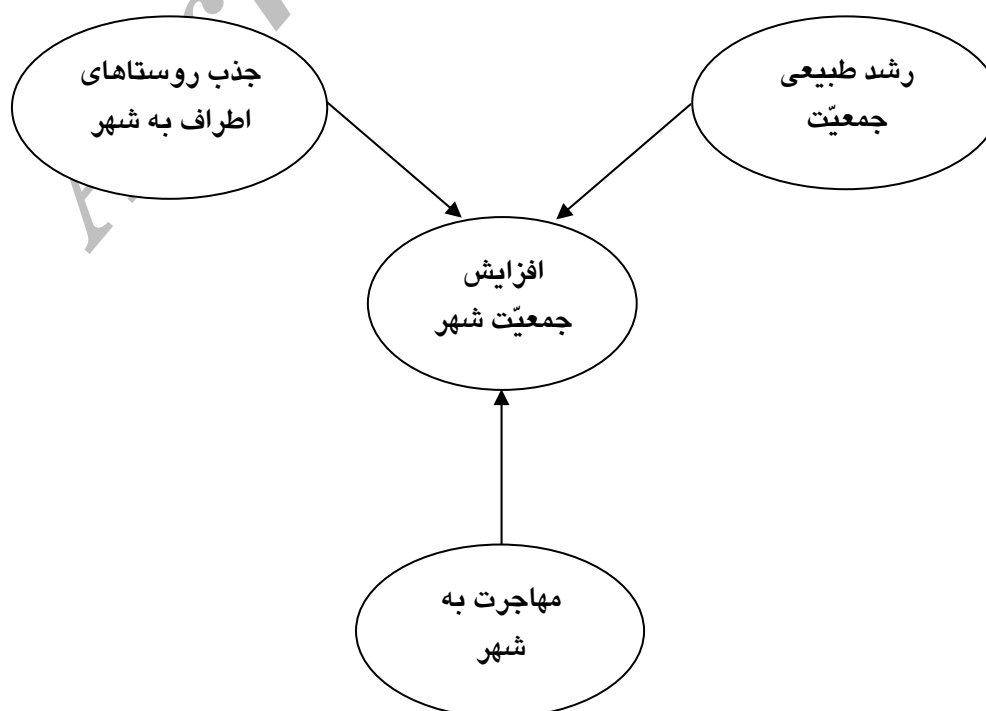 رشد طبیعی
جمعیّت
جذب روستاهای
اطراف به شهر
افزایش
جمعیّت شهر
مهاجرت به
شهر